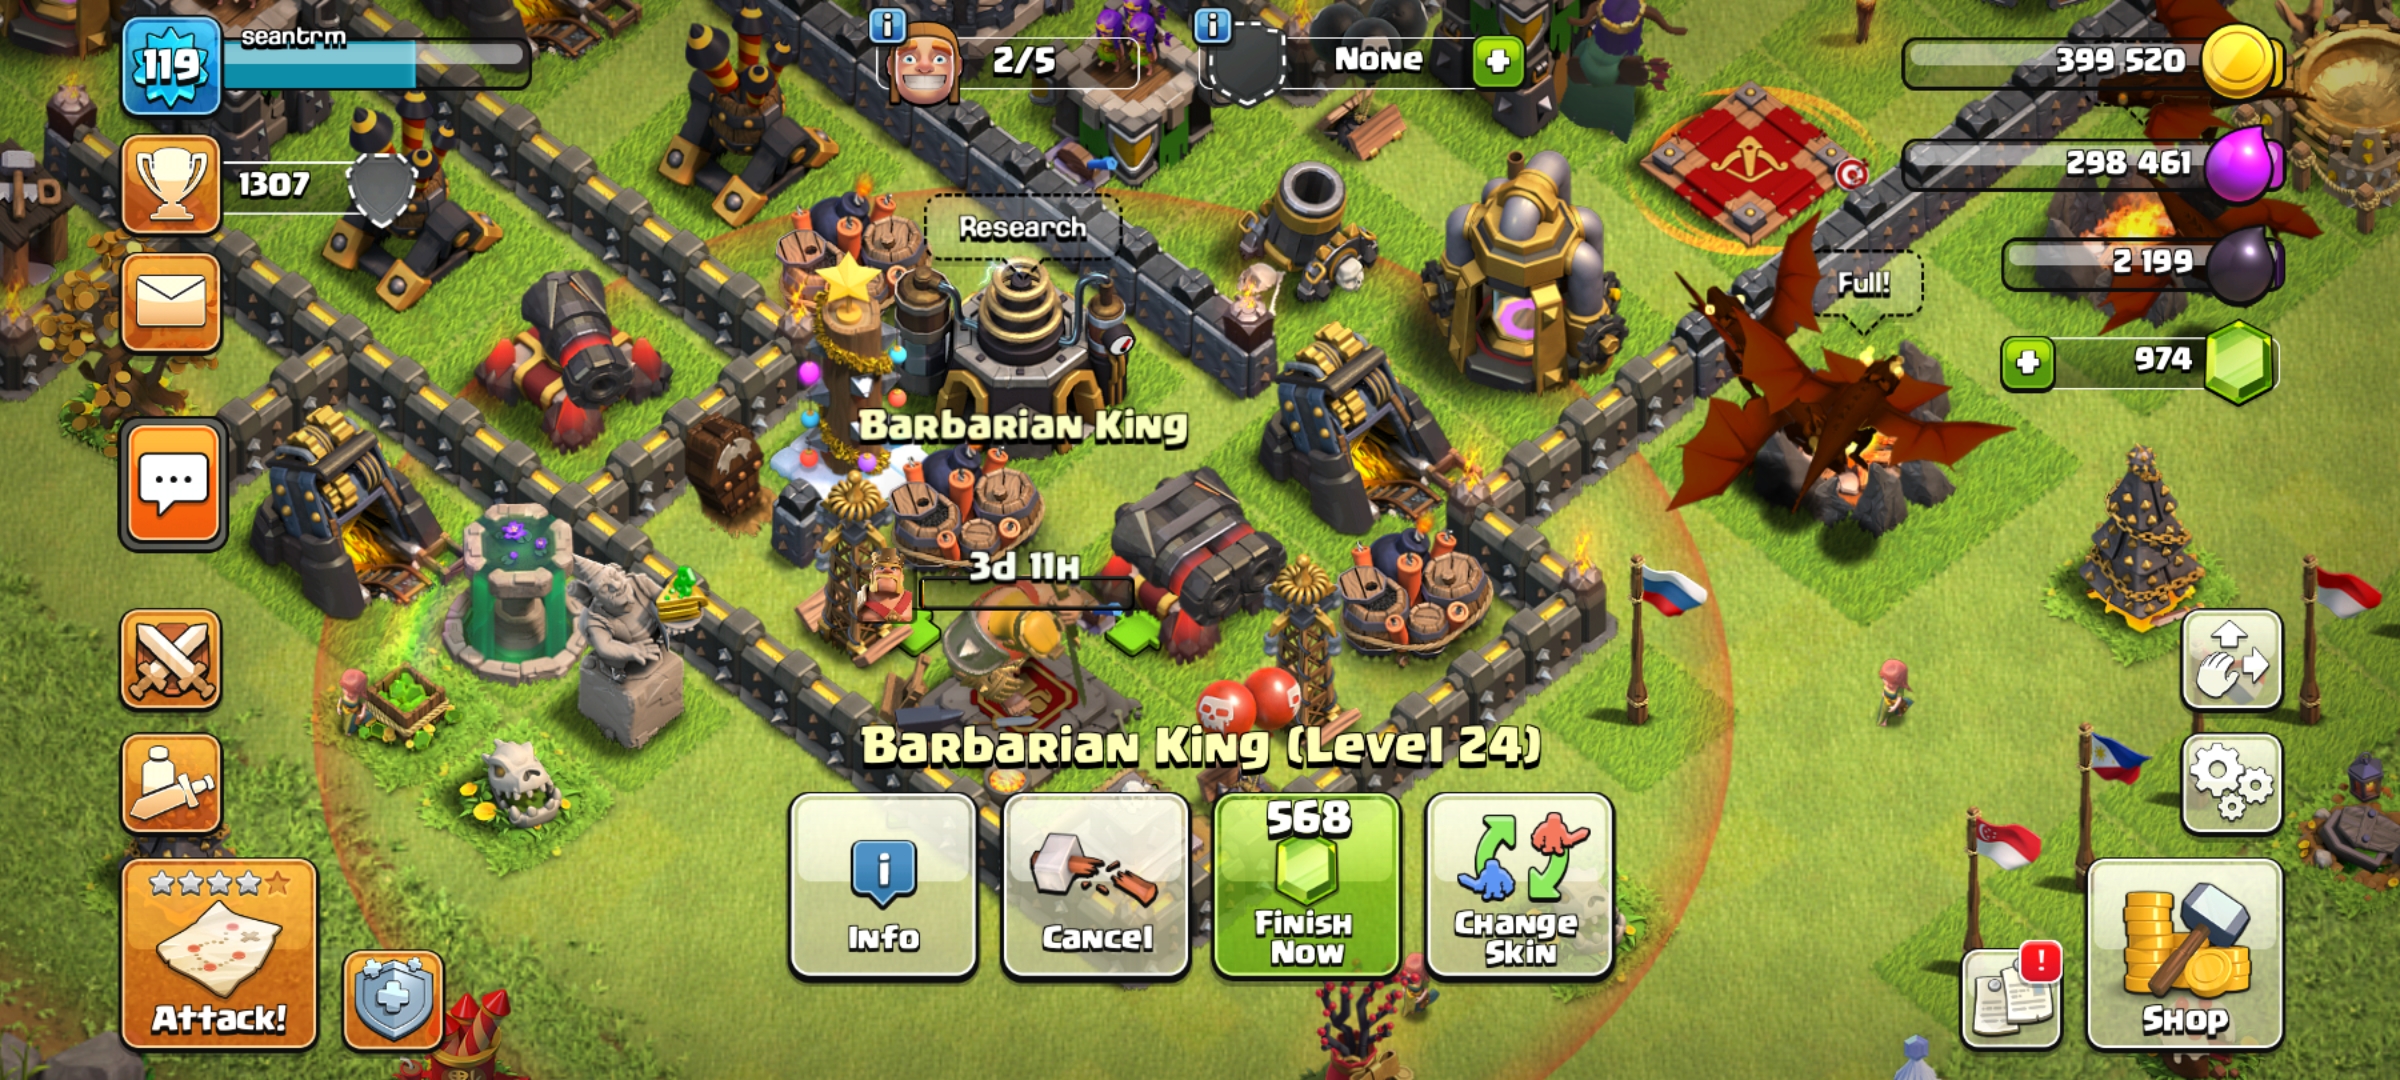 119
seantrm
2/5
None
399 520
1307
298 461
Research
2 199
Full!
974
Barbarian King
3d 11h
Barbarian King (Level 24)
568
Info
Cancel
Finish
Now
Change
Skin
Attack!
!
Shop